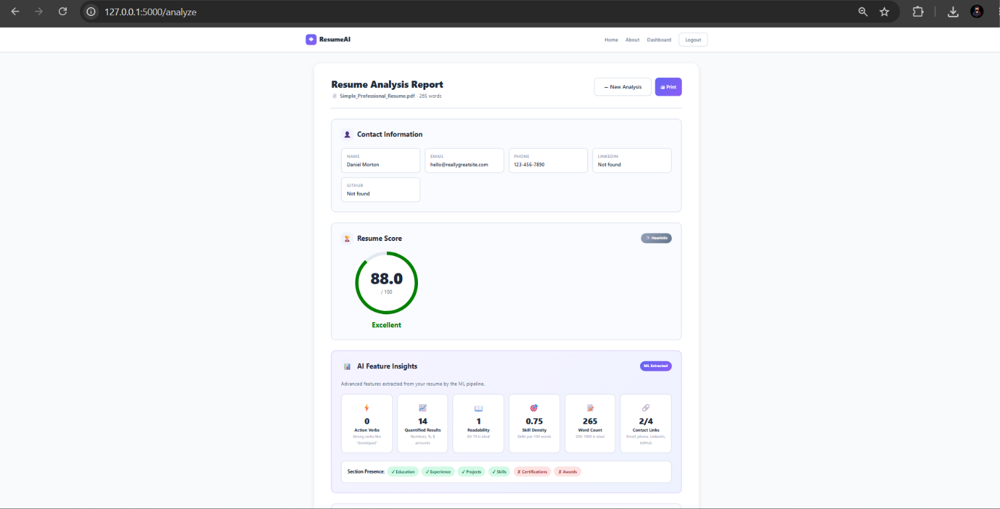 127.0.0.1:5000/analyze
ResumeAI
Home About Dashboard Logout
Resume Analysis Report
← New Analysis
Print
Simple_Professional_Resume.pdf · 265 words
Contact Information
NAME
Daniel Morton
EMAIL
hello@reallygreatsite.com
PHONE
123-456-7890
LINKEDIN
Not found
GITHUB
Not found
Resume Score
Heuristic
88.0
/ 100
Excellent
AI Feature Insights
ML Extracted
Advanced features extracted from your resume by the ML pipeline.
0
Action Verbs
Strong verbs like
"developed"
14
Quantified Results
Numbers, %, $
amounts
1
Readability
60-70 is ideal
0.75
Skill Density
Skills per 100 words
265
Word Count
200-1000 is ideal
2/4
Contact Links
Email, phone, LinkedIn,
GitHub
Section Presence: ✓ Education ✓ Experience ✓ Projects ✓ Skills ✗ Certifications ✗ Awards